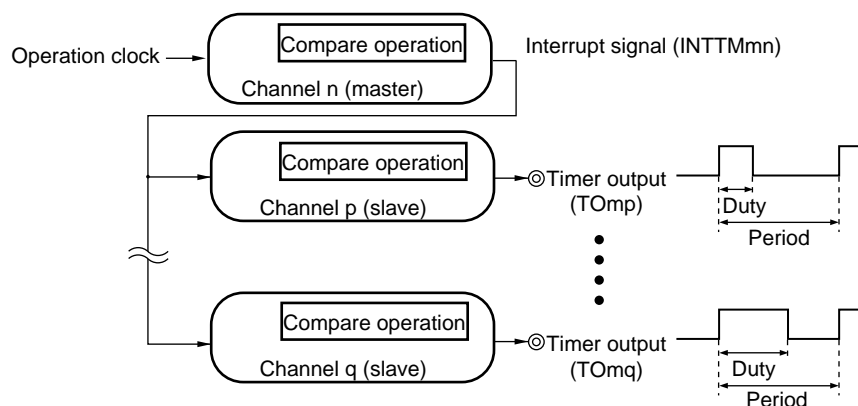 Compare operation
Operation clock
Interrupt signal (INTTMmn)
Channel n (master)
Compare operation
Channel p (slave)
Timer output
(TOmp)
Duty
Period
Compare operation
Channel q (slave)
Timer output
(TOmq)
Duty
Period